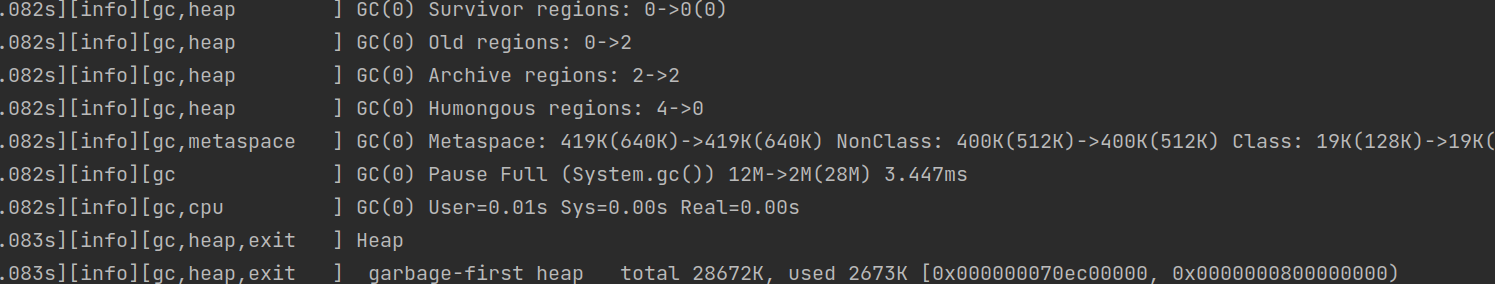 .082s][info][gc,heap        ] GC(0) Survivor regions: 0->0(0)
.082s][info][gc,heap        ] GC(0) Old regions: 0->2
.082s][info][gc,heap        ] GC(0) Archive regions: 2->2
.082s][info][gc,heap        ] GC(0) Humongous regions: 4->0
.082s][info][gc,metaspace   ] GC(0) Metaspace: 419K(640K)->419K(640K) NonClass: 400K(512K)->400K(512K) Class: 19K(128K)->19K(
.082s][info][gc             ] GC(0) Pause Full (System.gc()) 12M->2M(28M) 3.447ms
.082s][info][gc,cpu         ] GC(0) User=0.01s Sys=0.00s Real=0.00s
.083s][info][gc,heap,exit   ] Heap
.083s][info][gc,heap,exit   ]  garbage-first heap   total 28672K, used 2673K [0x000000070ec00000, 0x0000000800000000)